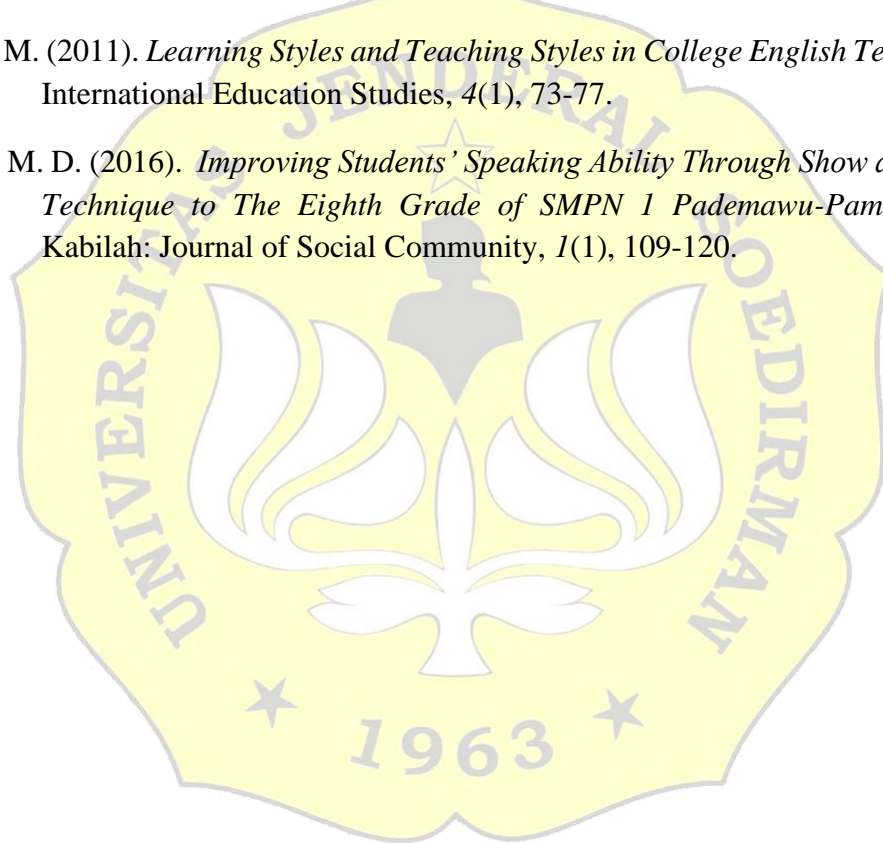 M. (2011). Learning Styles and Teaching Styles in College English Te
International Education Studies, 4(1), 73-77.
M. D. (2016). Improving Students' Speaking Ability Through Show a
Technique to The Eighth Grade of SMPN 1 Pademawu-Pam
Kabilah: Journal of Social Community, 1(1), 109-120.
UNIVERSITAS JENDERAL SOEDIRMAN
1963